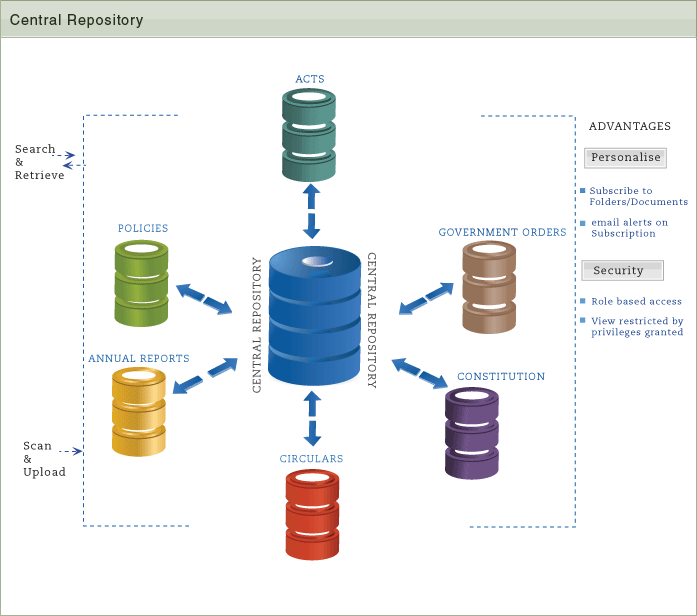 Central Repository
ACTS
ADVANTAGES
Search
&
Retrieve
Personalise
Subscribe to
Folders/Documents
email alerts on
Subscription
POLICIES
GOVERNMENT ORDERS
CENTRAL REPOSITORY
CENTRAL REPOSITORY
Security
Role based access
View restricted by
privileges granted
ANNUAL REPORTS
CONSTITUTION
Scan
&
Upload
CIRCULARS